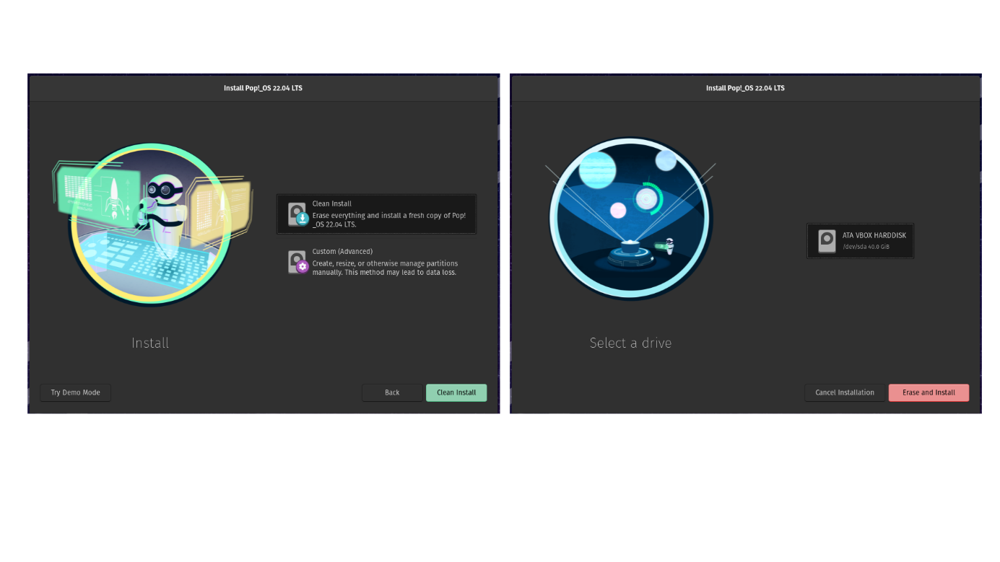 Install Pop!_OS 22.04 LTS
Clean Install
Erase everything and install a fresh copy of Pop!
_OS 22.04 LTS.
Custom (Advanced)
Create, resize, or otherwise manage partitions
manually. This method may lead to data loss.
Install
Try Demo Mode
Back
Clean Install
Install Pop!_OS 22.04 LTS
ATA VBOX HARDDISK
/dev/sda 40.0 GiB
Select a drive
Cancel Installation
Erase and Install